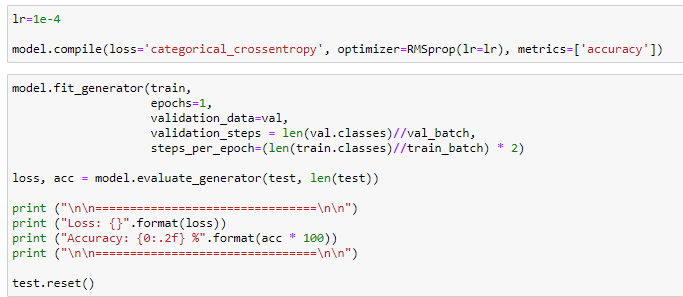 lr=1e-4
model.compile(loss='categorical_crossentropy', optimizer=RMSprop(lr=lr), metrics=['accuracy'])
model.fit_generator(train,
epochs=1,
validation_data=val,
validation_steps = len(val.classes)//val_batch,
steps_per_epoch=(len(train.classes)//train_batch) * 2)
loss, acc = model.evaluate_generator(test, len(test))
print ("\n\n================================\n\n")
print ("Loss: {}".format(loss))
print ("Accuracy: {0:.2f} %".format(acc * 100))
print ("\n\n================================\n\n")
test.reset()